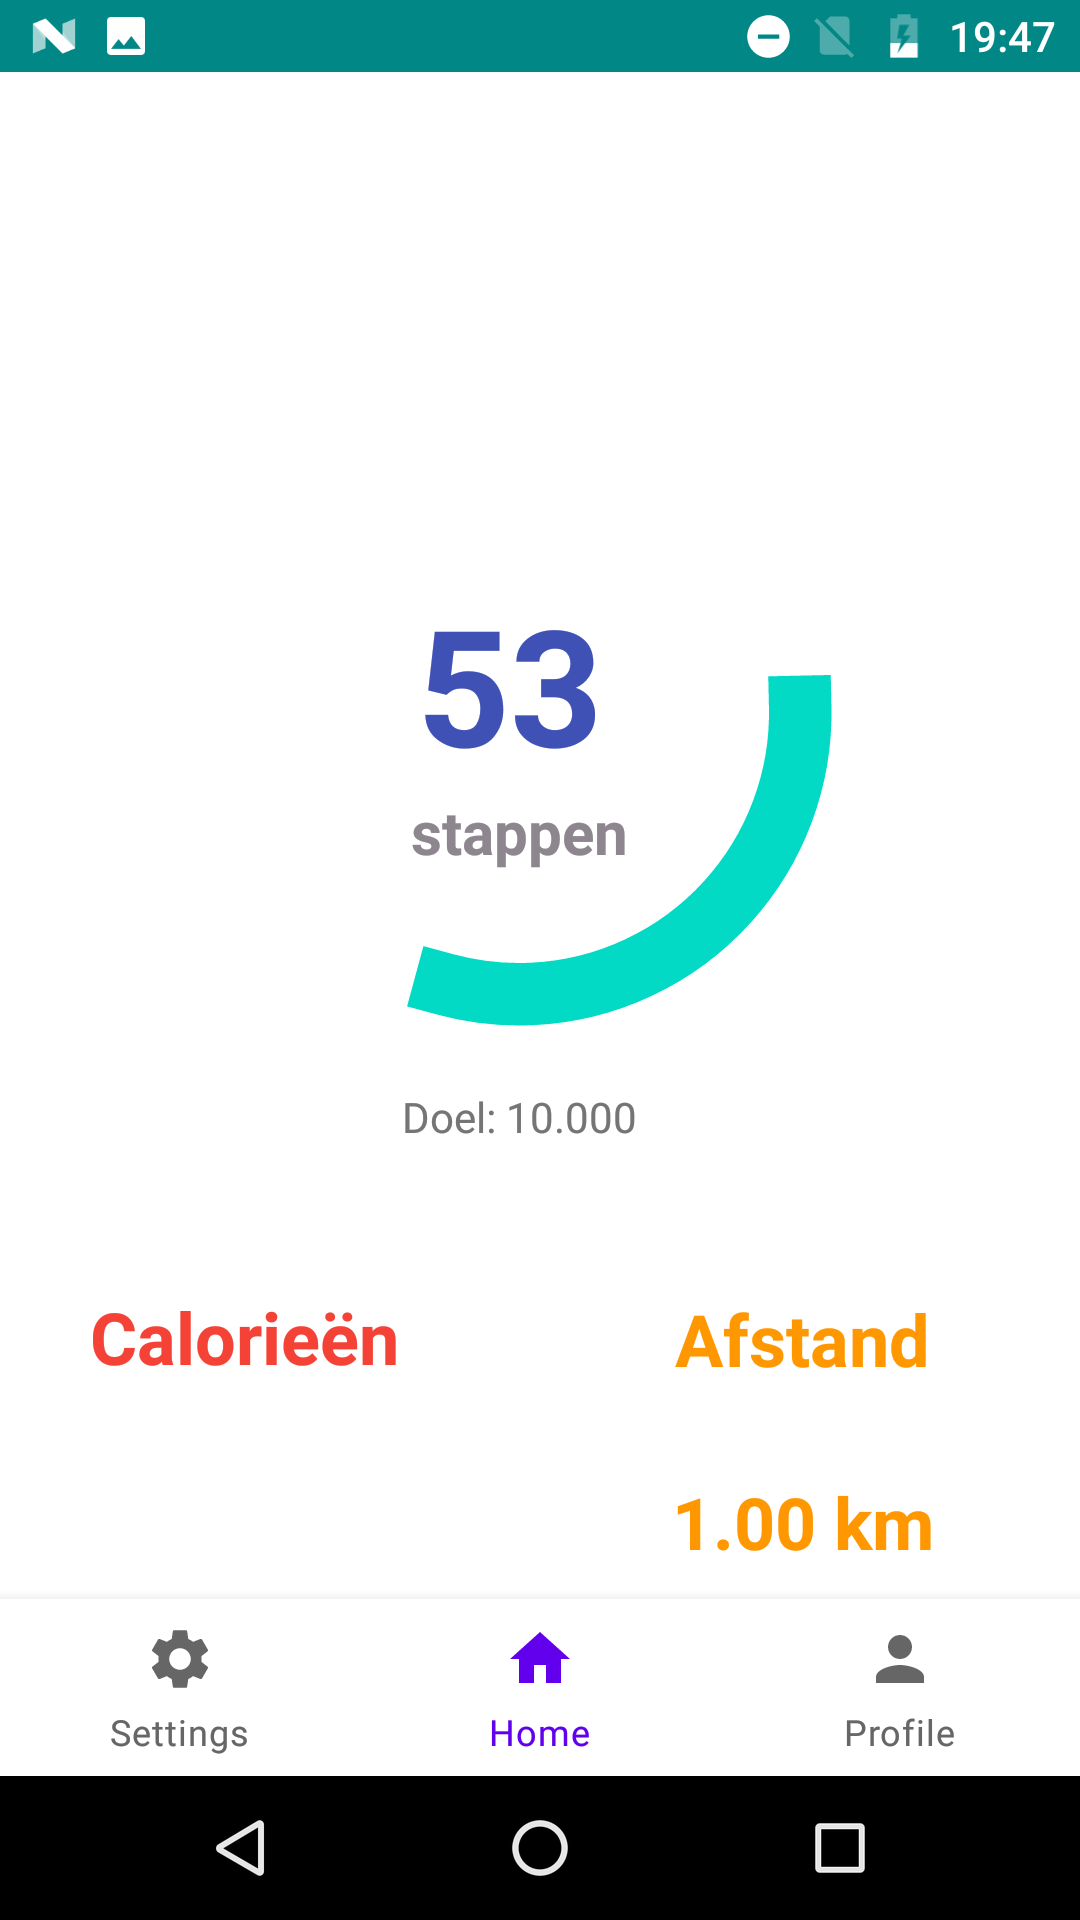 19:47
53
stappen
Doel: 10.000
Calorieën
Afstand
1.00 km
Settings
Home
Profile